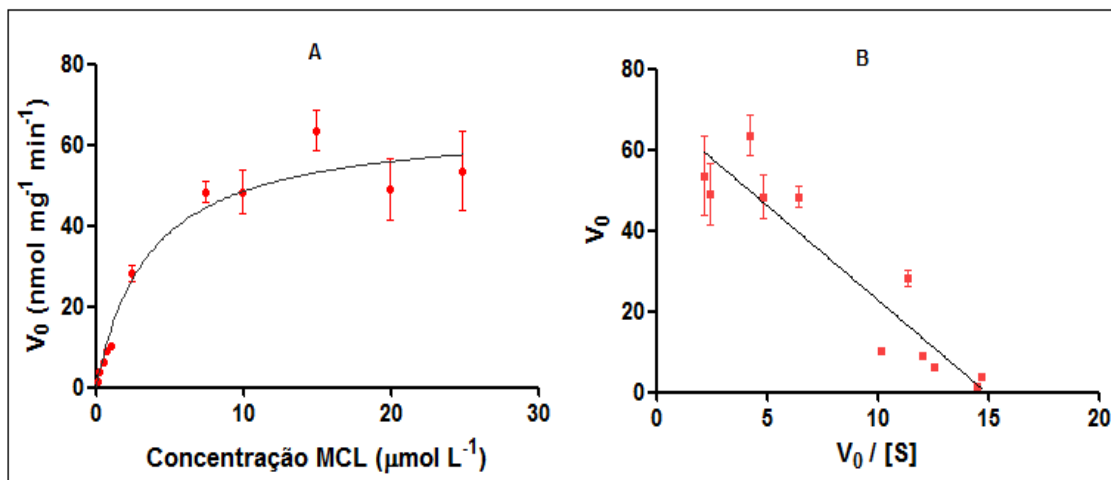 A
V₀ (nmol mg⁻¹ min⁻¹)
80
60
40
20
0
0 10 20 30
Concentração MCL (µmol L⁻¹)
B
V₀
80
60
40
20
0
0 5 10 15 20
V₀ / [S]